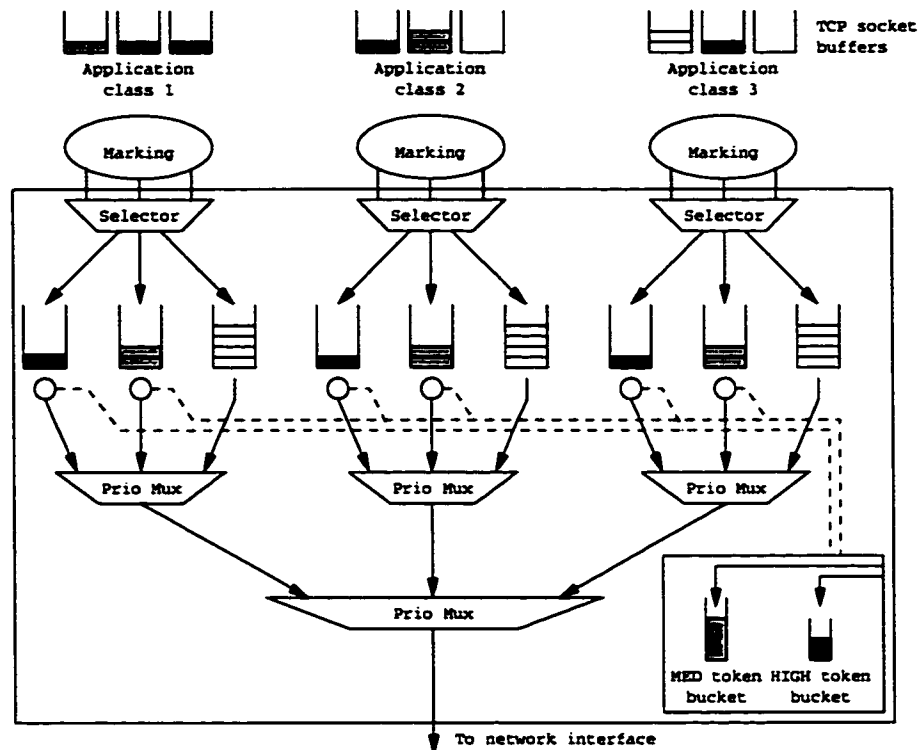 TCP socket
buffers
Application
class 1
Application
class 2
Application
class 3
Marking
Marking
Marking
Selector
Selector
Selector
Prio Mux
Prio Mux
Prio Mux
Prio Mux
MED token
bucket
HIGH token
bucket
To network interface